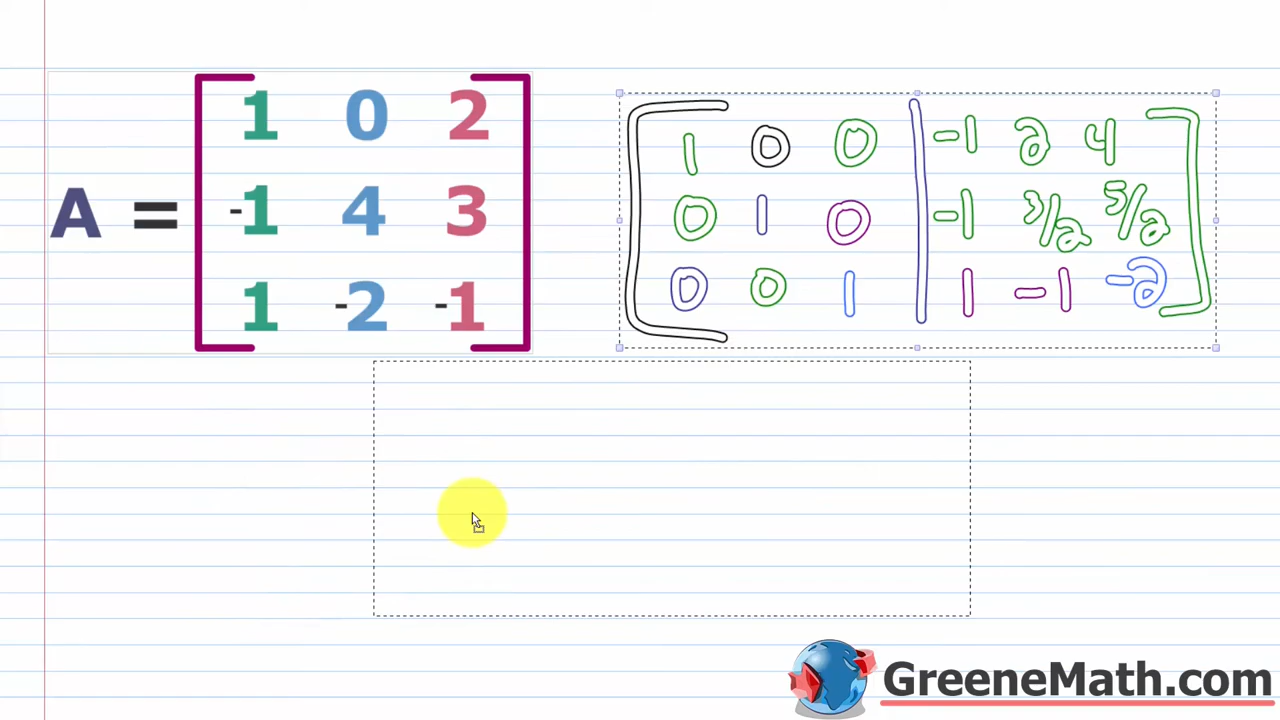 1 0 2
A = -1 4 3
1 -2 -1
1 0 0 | -1 2 4
0 1 0 | -1 3/2 5/2
0 0 1 | 1 -1 -2
GreeneMath.com